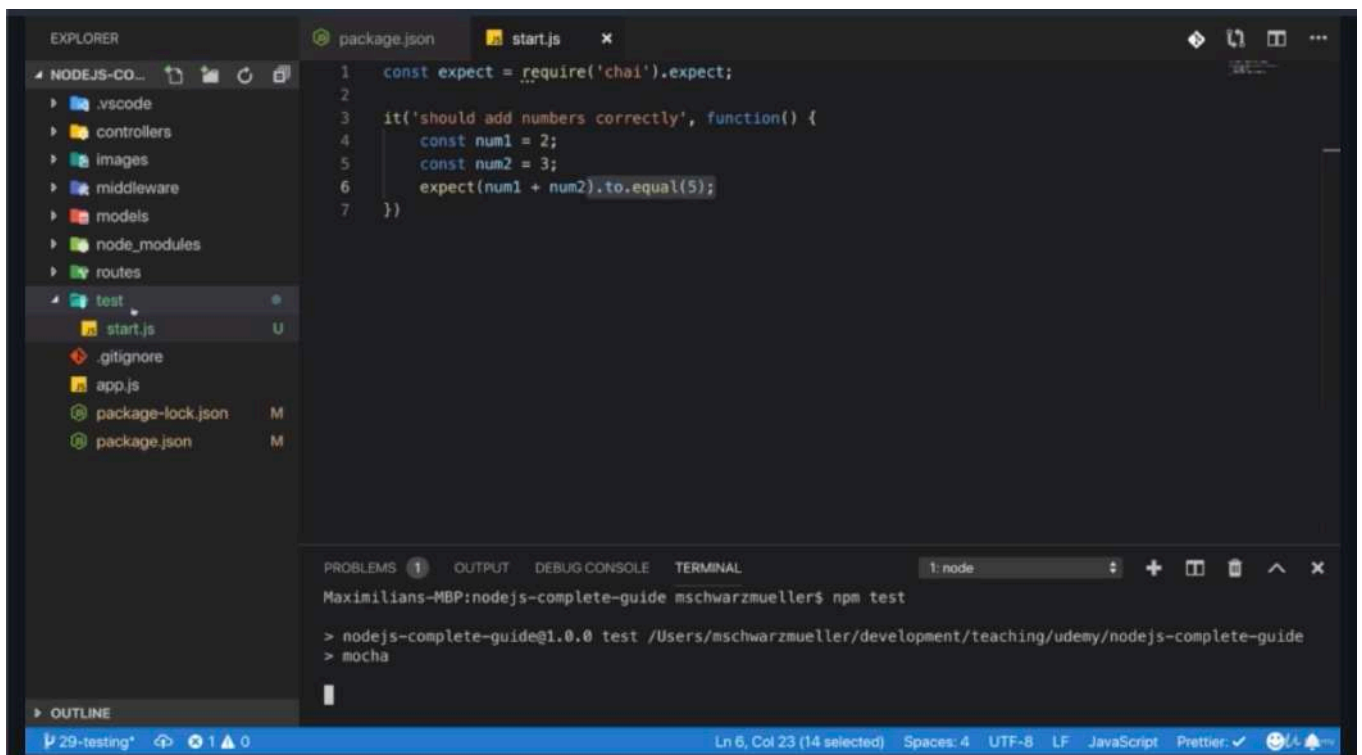 EXPLORER
NODEJS-CO...
.vscode
controllers
images
middleware
models
node_modules
routes
test
start.js U
.gitignore
app.js
package-lock.json M
package.json M
OUTLINE
package.json start.js ×
1 const expect = require('chai').expect;
2
3 it('should add numbers correctly', function() {
4 const num1 = 2;
5 const num2 = 3;
6 expect(num1 + num2).to.equal(5);
7 })
PROBLEMS 1 OUTPUT DEBUG CONSOLE TERMINAL 1: node
Maximilians-MBP:nodejs-complete-guide mschwarzmueller$ npm test
> nodejs-complete-guide@1.0.0 test /Users/mschwarzmueller/development/teaching/udemy/nodejs-complete-guide
> mocha
29-testing* 1 0 Ln 6, Col 23 (14 selected) Spaces: 4 UTF-8 LF JavaScript Prettier: ✓